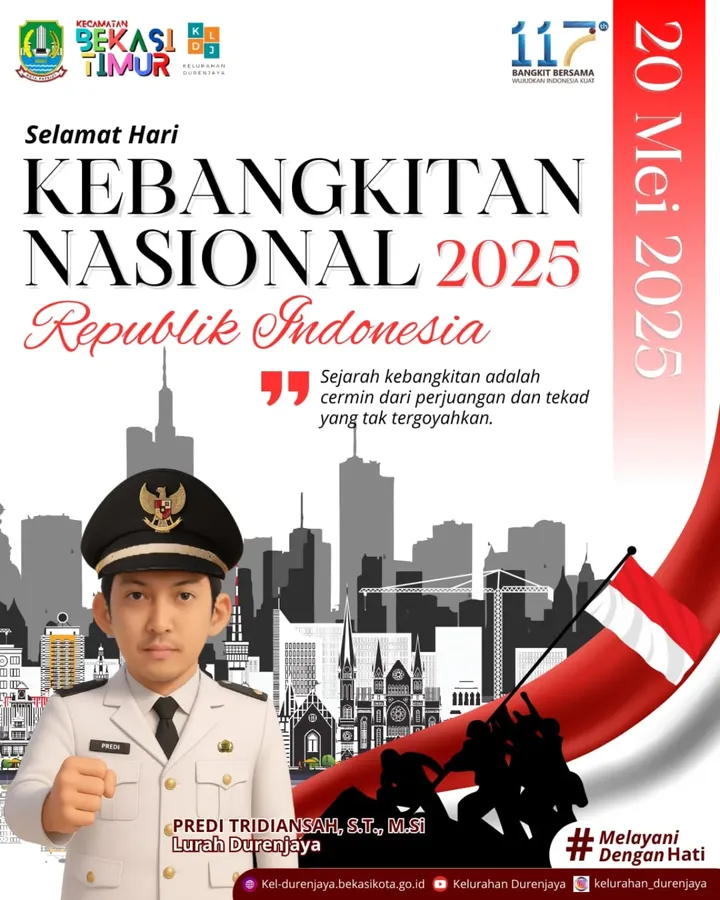 KECAMATAN
BEKASI
TIMUR
KD
LJ
KELURAHAN
DURENJAYA
117th
BANGKIT BERSAMA
WUJUDKAN INDONESIA KUAT
20 Mei 2025
Selamat Hari
KEBANGKITAN
NASIONAL 2025
Republik Indonesia
Sejarah kebangkitan adalah
cermin dari perjuangan dan tekad
yang tak tergoyahkan.
PREDI
PREDI TRIDIANSAH, S.T., M.Si
Lurah Durenjaya
#Melayani
Dengan Hati
Kel-durenjaya.bekasikota.go.id
Kelurahan Durenjaya
kelurahan_durenjaya